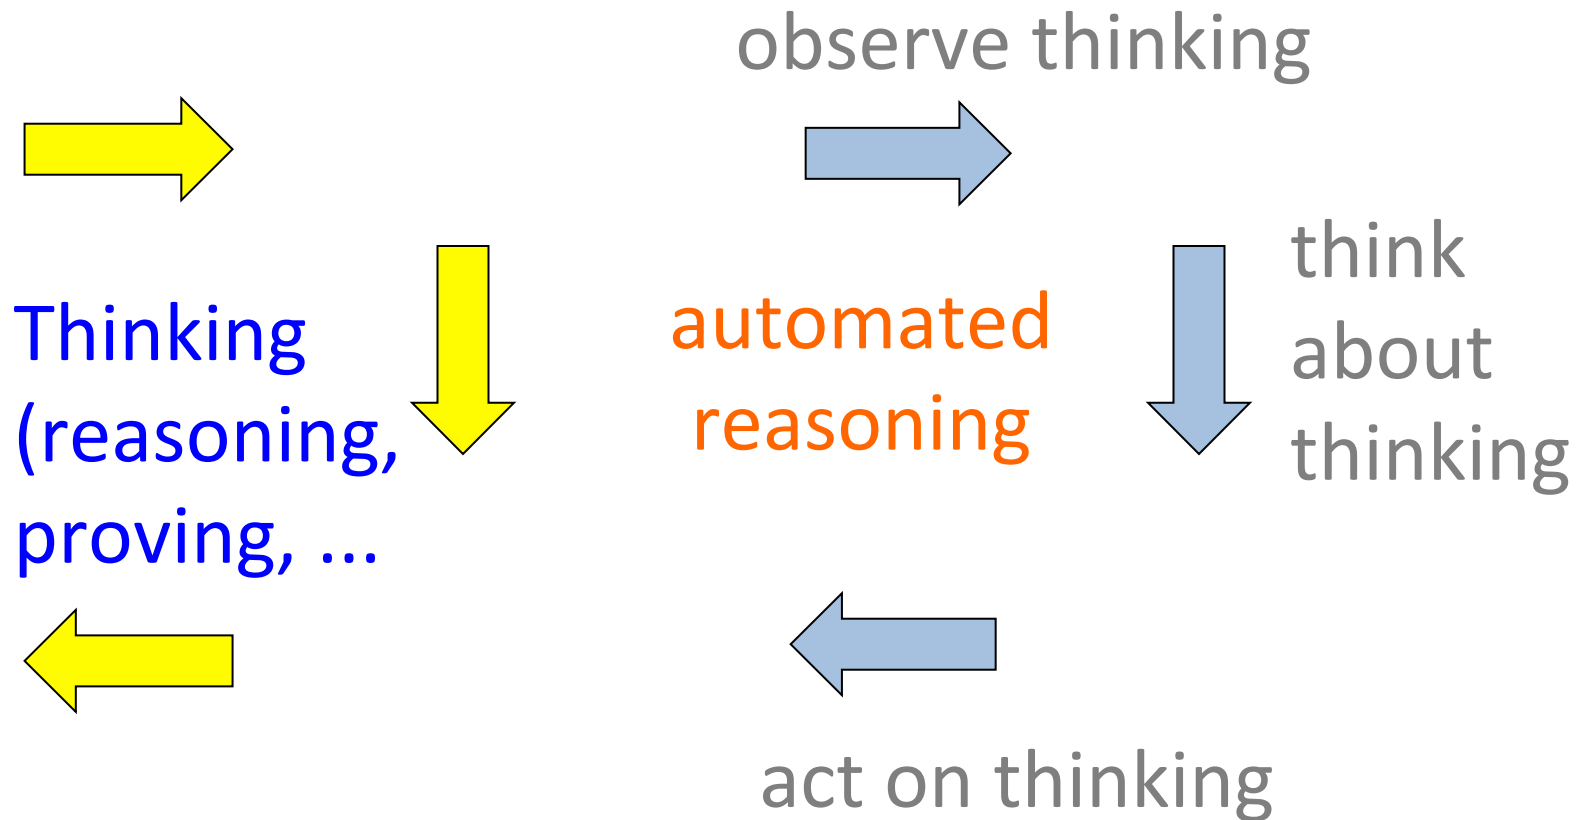 observe thinking
Thinking
(reasoning,
proving, ...
automated
reasoning
think
about
thinking
act on thinking